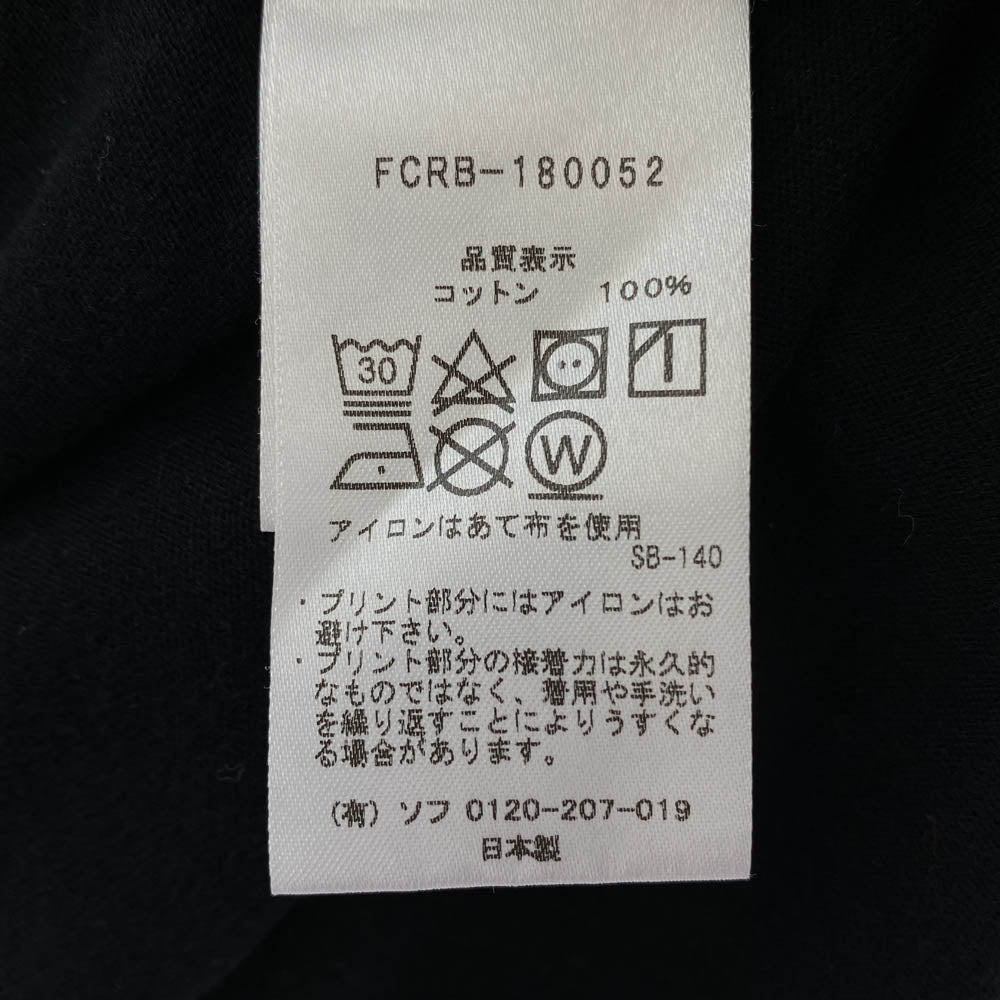 FCRB-180052
品質表示
コットン 100%
30
W
アイロンはあて布を使用
SB-140
・プリント部分にはアイロンはお
避け下さい。
・プリント部分の接着力は永久的
なものではなく、着用や手洗い
を繰り返すことによりうすくな
る場合があります。
(有) ソフ 0120-207-019
日本製